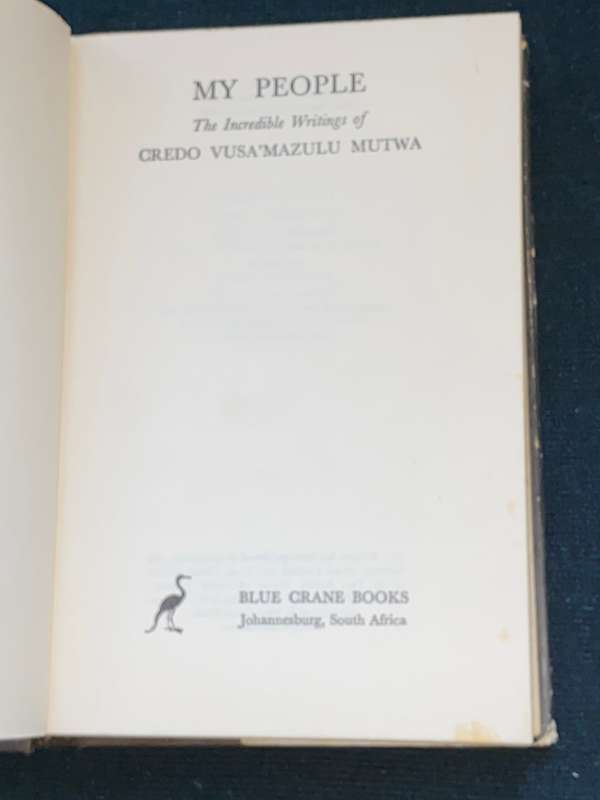 MY PEOPLE
The Incredible Writings of
CREDO VUSA'MAZULU MUTWA
BLUE CRANE BOOKS
Johannesburg, South Africa